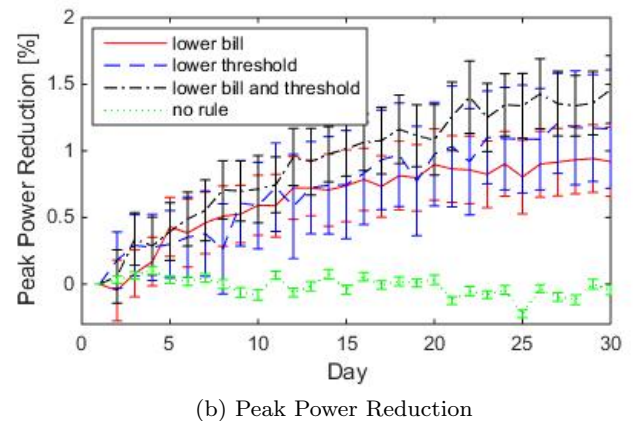 2
1.5
1
0.5
0
Peak Power Reduction [%]
lower bill
lower threshold
lower bill and threshold
no rule
0 5 10 15 20 25 30
Day
(b) Peak Power Reduction